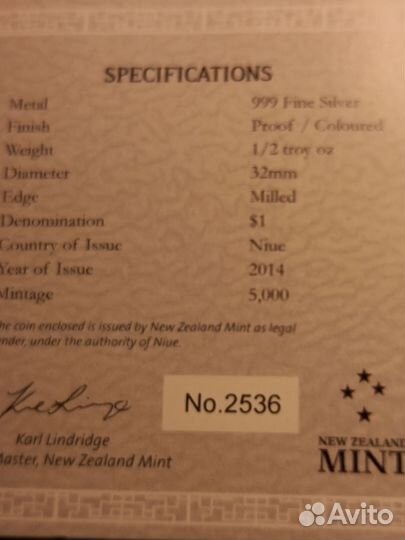 SPECIFICATIONS
Metal 999 Fine Silver
Finish Proof / Coloured
Weight 1/2 troy oz
Diameter 32mm
Edge Milled
Denomination $1
Country of Issue Niue
Year of Issue 2014
Mintage 5,000
he coin enclosed is issued by New Zealand Mint as legal
nder, under the authority of Niue.
No.2536
Karl Lindridge
Master, New Zealand Mint
NEW ZEALAND
MINT
Avito